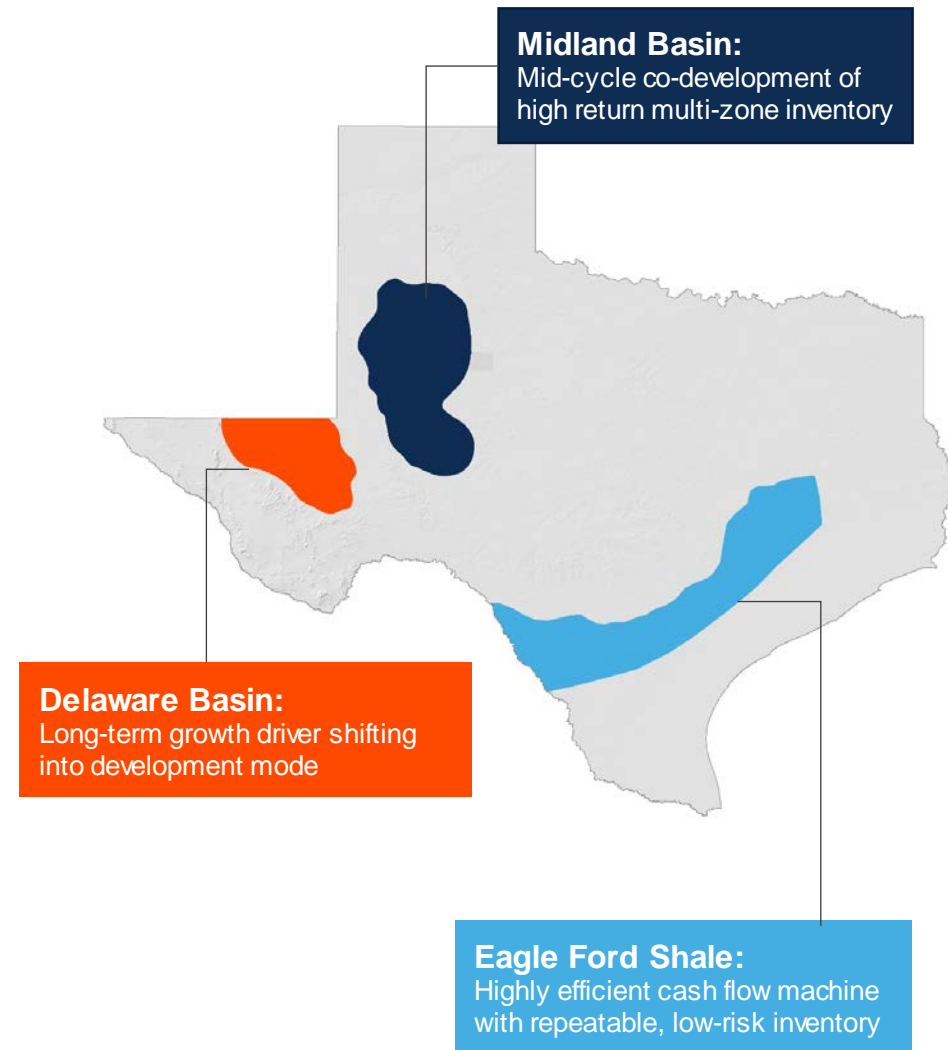 Midland Basin:
Mid-cycle co-development of
high return multi-zone inventory
Delaware Basin:
Long-term growth driver shifting
into development mode
Eagle Ford Shale:
Highly efficient cash flow machine
with repeatable, low-risk inventory